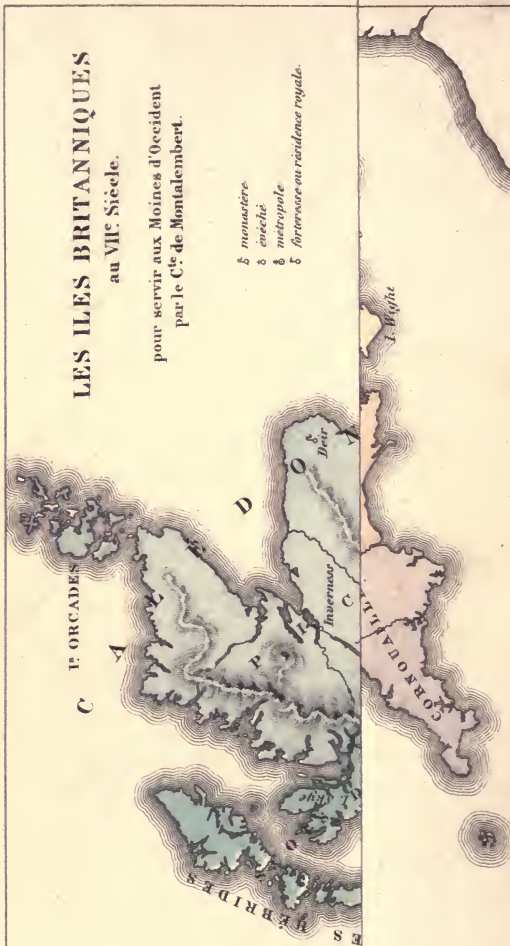 LES ILES BRITANNIQUES
au VIIe Siècle.
pour servir aux Moines d'Occident
par le Cte. de Montalembert.
monastère
évêché
métropole
forteresse ou résidence royale.
Is ORCADES
C A L E D O
Deir
Inverness
P I C
I. Skye
HÉBRIDES
ES
CORNOUAILLE
I. Wight